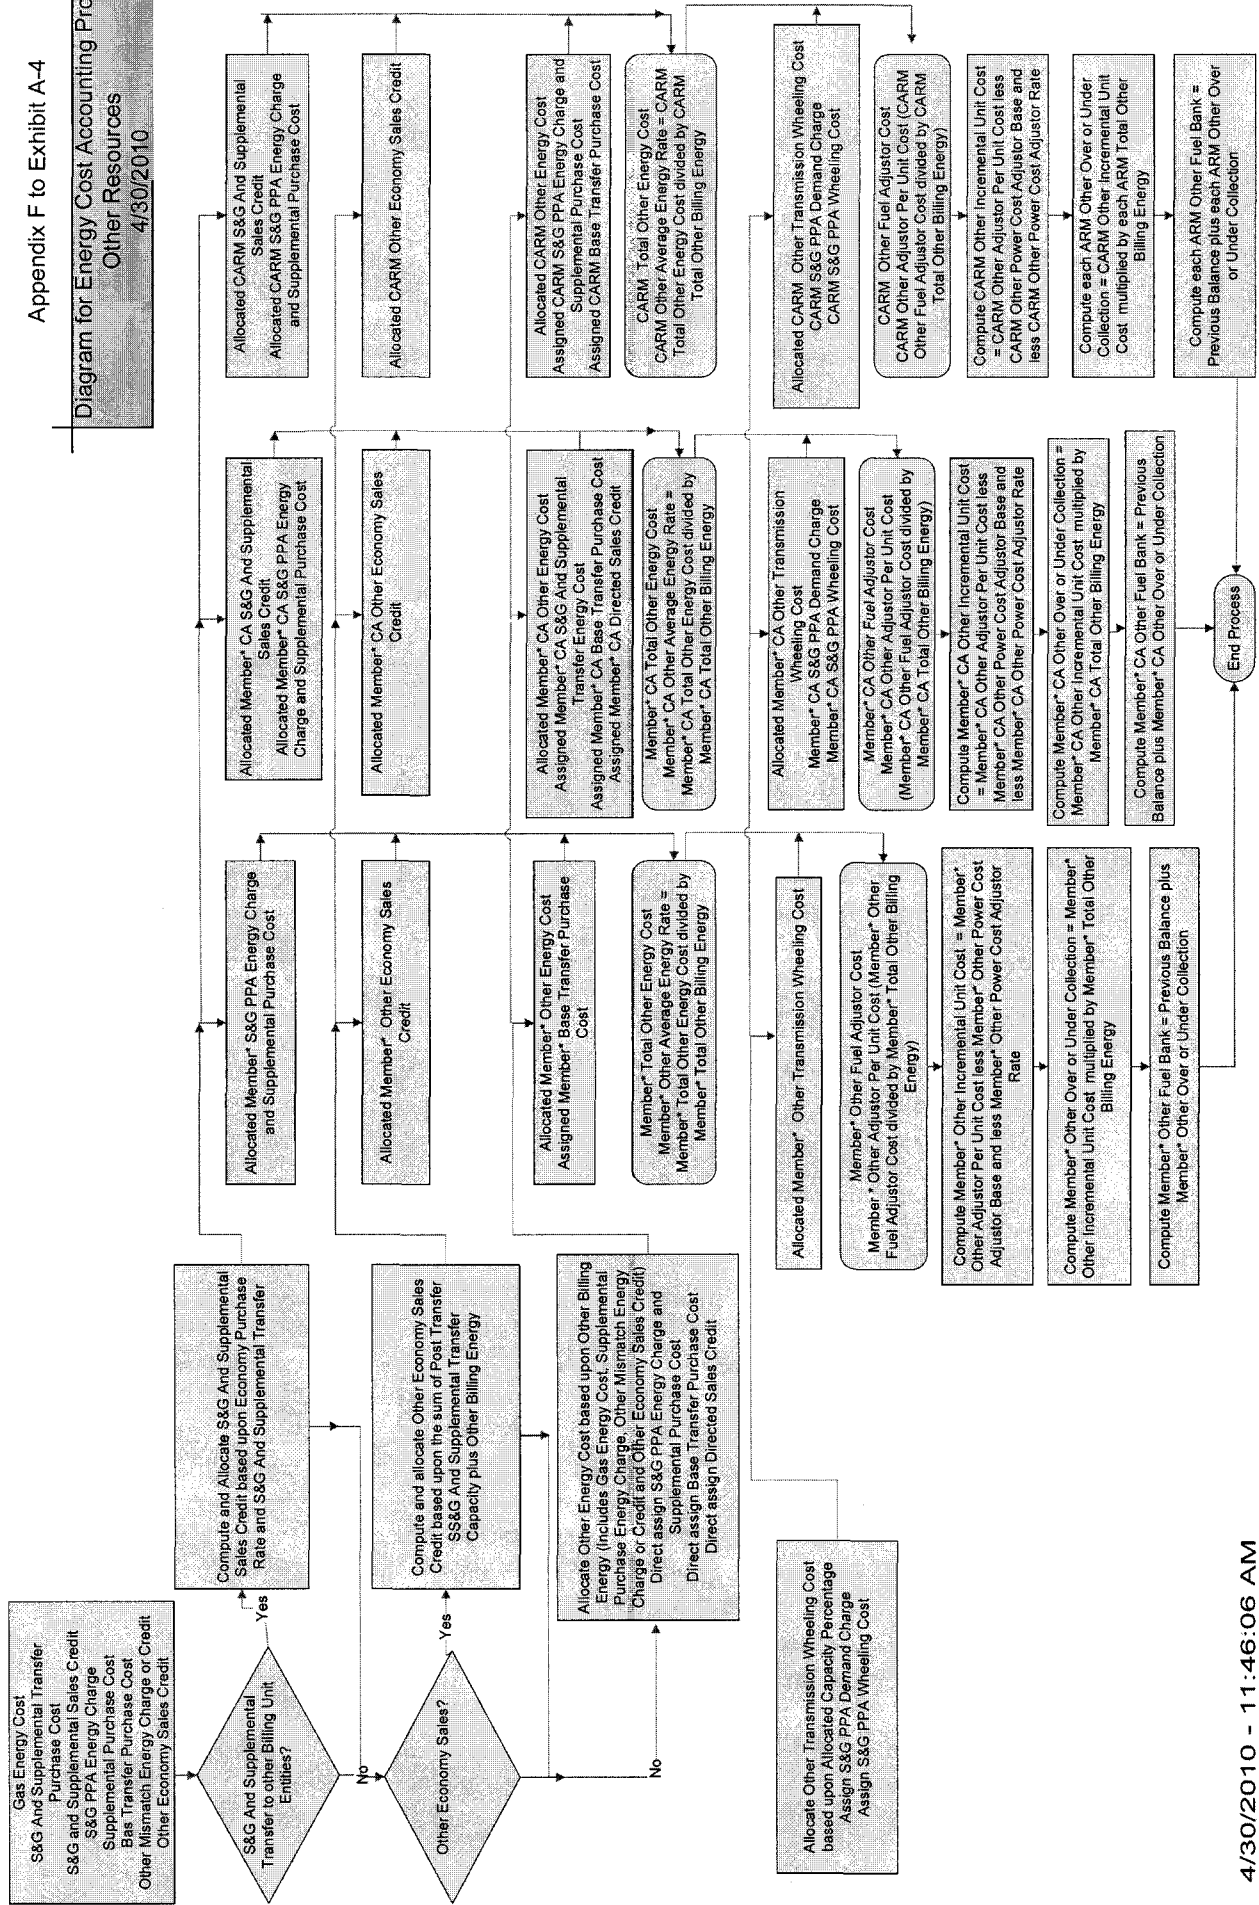 Appendix F to Exhibit A-4
Diagram for Energy Cost Accounting Pro
Other Resources
4/30/2010
Gas Energy Cost
S&G And Supplemental Transfer
Purchase Cost
S&G and Supplemental Sales Credit
S&G PPA Energy Charge
Supplemental Purchase Cost
Bas Transfer Purchase Cost
Other Mismatch Energy Charge or Credit
Other Economy Sales Credit
S&G And Supplemental
Transfer to other Billing Unit
Entities?
Yes
No
Other Economy Sales?
Yes
No
Compute and Allocate S&G And Supplemental
Sales Credit based upon Economy Purchase
Rate and S&G And Supplemental Transfer
Compute and allocate Other Economy Sales
Credit based upon the sum of Post Transfer
SS&G And Supplemental Transfer
Capacity plus Other Billing Energy
Allocate Other Energy Cost based upon Other Billing
Energy (Includes Gas Energy Cost, Supplemental
Purchase Energy Charge, Other Mismatch Energy
Charge or Credit and Other Economy Sales Credit)
Direct assign S&G PPA Energy Charge and
Supplemental Purchase Cost
Direct assign Base Transfer Purchase Cost
Direct assign Directed Sales Credit
Allocate Other Transmission Wheeling Cost
based upon Allocated Capacity Percentage
Assign S&G PPA Demand Charge
Assign S&G PPA Wheeling Cost
Allocated Member* S&G PPA Energy Charge
and Supplemental Purchase Cost
Allocated Member* Other Economy Sales
Credit
Allocated Member* Other Energy Cost
Assigned Member* Base Transfer Purchase
Cost
Member* Total Other Energy Cost
Member* Other Average Energy Rate =
Member* Total Other Energy Cost divided by
Member* Total Other Billing Energy
Allocated Member* Other Transmission Wheeling Cost
Member* Other Fuel Adjustor Cost
Member * Other Adjustor Per Unit Cost (Member* Other
Fuel Adjustor Cost divided by Member* Total Other Billing
Energy)
Compute Member* Other Incremental Unit Cost = Member*
Other Adjustor Per Unit Cost less Member* Other Power Cost
Adjustor Base and less Member* Other Power Cost Adjustor
Rate
Compute Member* Other Over or Under Collection = Member*
Other Incremental Unit Cost multiplied by Member* Total Other
Billing Energy
Compute Member* Other Fuel Bank = Previous Balance plus
Member* Other Over or Under Collection
Allocated Member* CA S&G And Supplemental
Sales Credit
Allocated Member* CA S&G PPA Energy
Charge and Supplemental Purchase Cost
Allocated Member* CA Other Economy Sales
Credit
Allocated Member* CA Other Energy Cost
Assigned Member* CA S&G And Supplemental
Transfer Energy Cost
Assigned Member* CA Base Transfer Purchase Cost
Assigned Member* CA Directed Sales Credit
Member* CA Total Other Energy Cost
Member* CA Other Average Energy Rate =
Member* CA Total Other Energy Cost divided by
Member* CA Total Other Billing Energy
Allocated Member* CA Other Transmission
Wheeling Cost
Member* CA S&G PPA Demand Charge
Member* CA S&G PPA Wheeling Cost
Member* CA Other Fuel Adjustor Cost
Member* CA Other Adjustor Per Unit Cost
(Member* CA Other Fuel Adjustor Cost divided by
Member* CA Total Other Billing Energy)
Compute Member* CA Other Incremental Unit Cost
= Member* CA Other Adjustor Per Unit Cost less
Member* CA Other Power Cost Adjustor Base and
less Member* CA Other Power Cost Adjustor Rate
Compute Member* CA Other Over or Under Collection =
Member* CA Other Incremental Unit Cost multiplied by
Member* CA Total Other Billing Energy
Compute Member* CA Other Fuel Bank = Previous
Balance plus Member* CA Other Over or Under Collection
Allocated CARM S&G And Supplemental
Sales Credit
Allocated CARM S&G PPA Energy Charge
and Supplemental Purchase Cost
Allocated CARM Other Economy Sales Credit
Allocated CARM Other Energy Cost
Assigned CARM S&G PPA Energy Charge and
Supplemental Purchase Cost
Assigned CARM Base Transfer Purchase Cost
CARM Total Other Energy Cost
CARM Other Average Energy Rate = CARM
Total Other Energy Cost divided by CARM
Total Other Billing Energy
Allocated CARM Other Transmission Wheeling Cost
CARM S&G PPA Demand Charge
CARM S&G PPA Wheeling Cost
CARM Other Fuel Adjustor Cost
CARM Other Adjustor Per Unit Cost (CARM
Other Fuel Adjustor Cost divided by CARM
Total Other Billing Energy)
Compute CARM Other Incremental Unit Cost
= CARM Other Adjustor Per Unit Cost less
CARM Other Power Cost Adjustor Base and
less CARM Other Power Cost Adjustor Rate
Compute each ARM Other Over or Under
Collection = CARM Other Incremental Unit
Cost multiplied by each ARM Total Other
Billing Energy
Compute each ARM Other Fuel Bank =
Previous Balance plus each ARM Other Over
or Under Collection
End Process
4/30/2010 - 11:46:06 AM